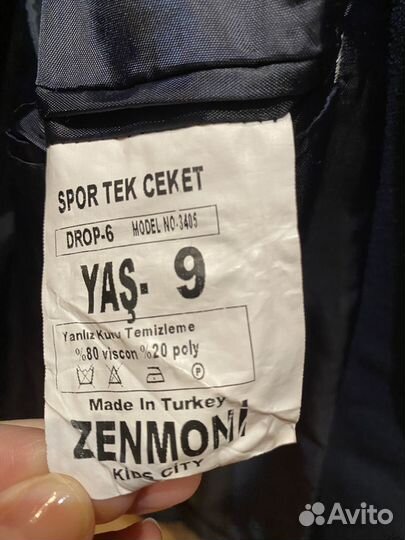 SPOR TEK CEKET
DROP-6 MODEL NO-3405
YAŞ- 9
Yanlız Kuru Temizleme
%80 viscon %20 poly
P
Made In Turkey
ZENMONİ
KIDS CITY
Avito